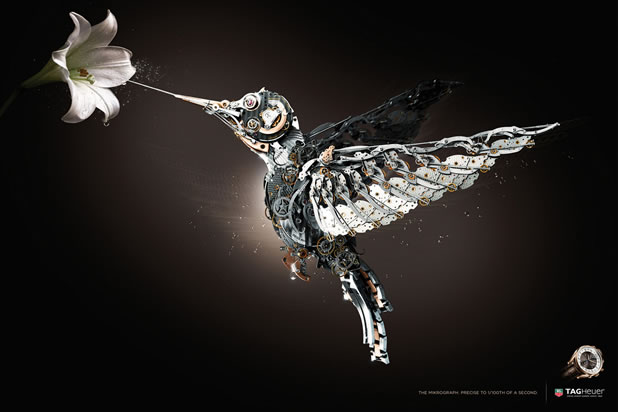 THE MIKROGRAPH. PRECISE TO 1/100TH OF A SECOND
TAGHeuer